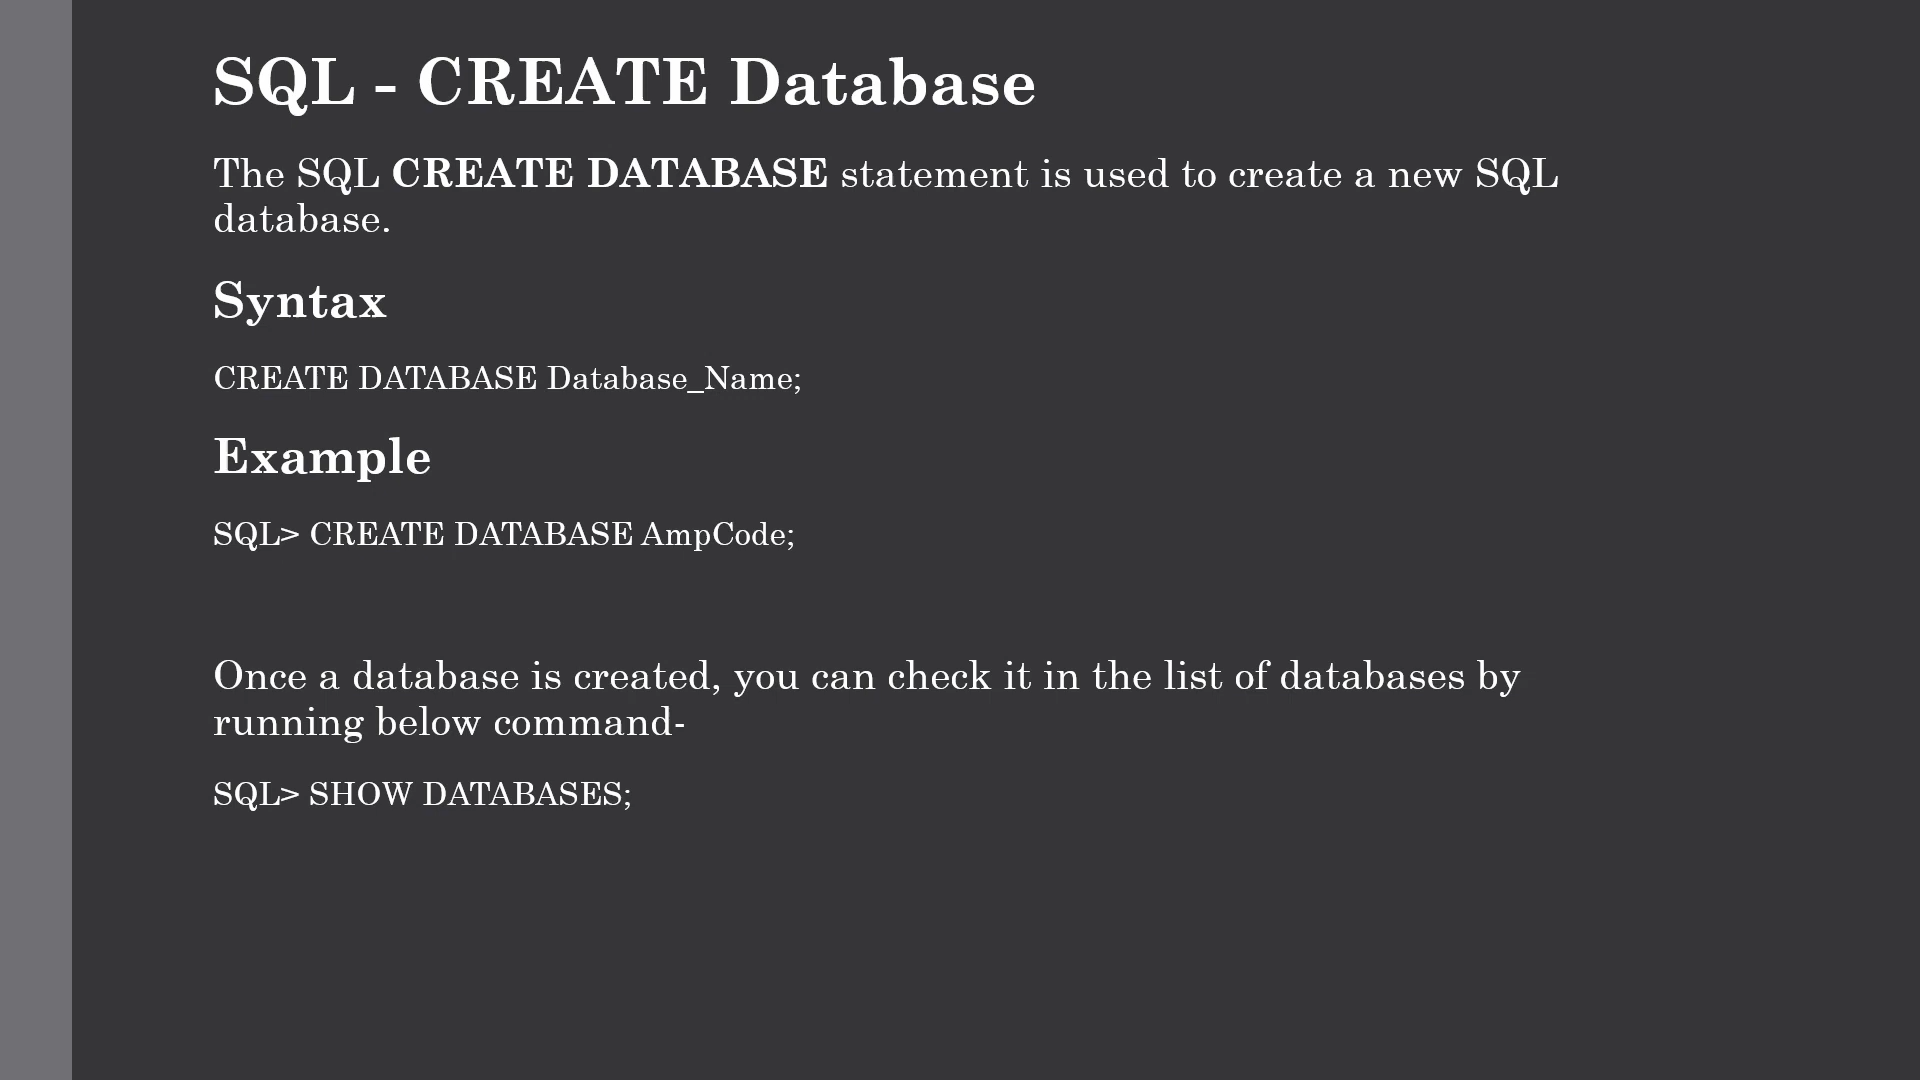 SQL - CREATE Database
The SQL CREATE DATABASE statement is used to create a new SQL
database.
Syntax
CREATE DATABASE Database_Name;
Example
SQL> CREATE DATABASE AmpCode;
Once a database is created, you can check it in the list of databases by
running below command-
SQL> SHOW DATABASES;